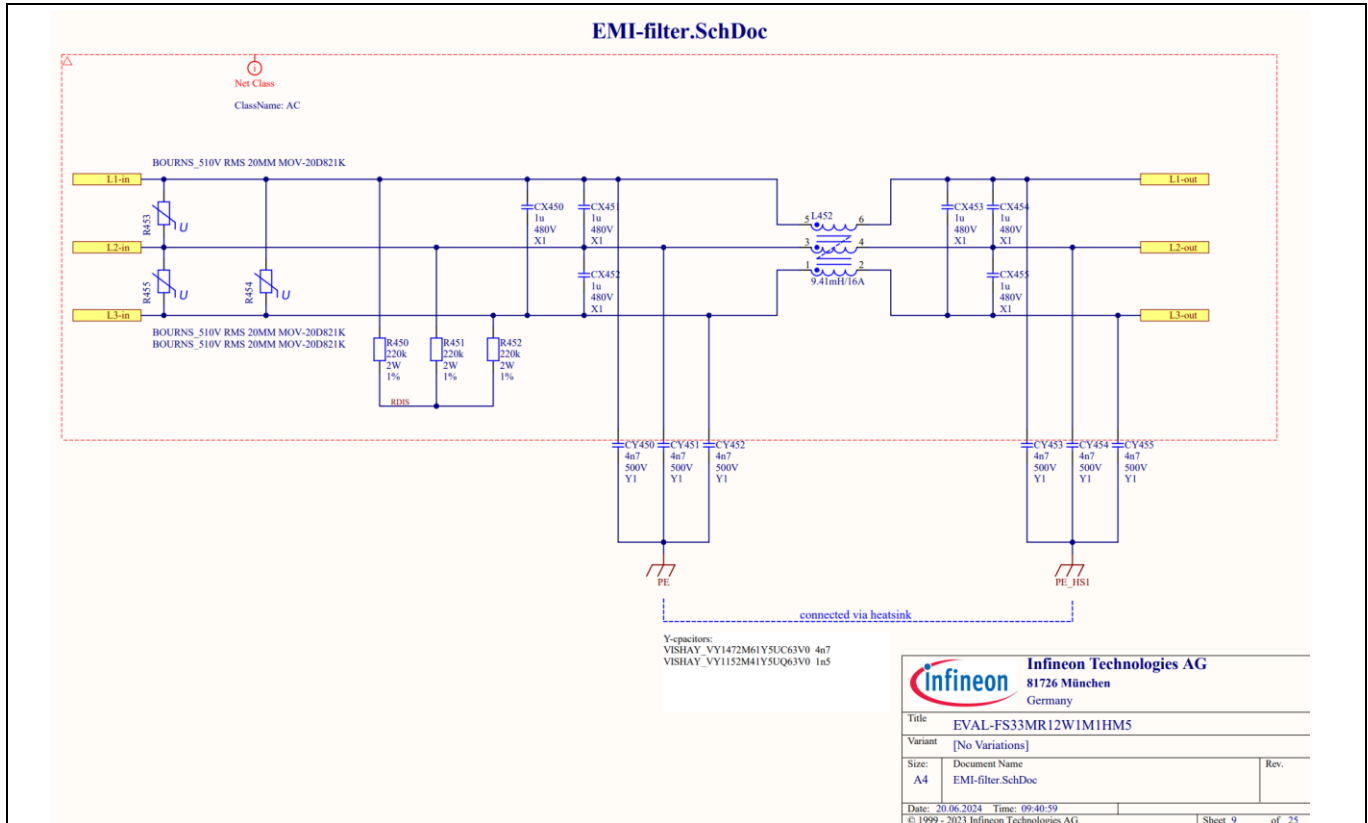 EMI-filter.SchDoc
i
Net Class
ClassName: AC
BOURNS_510V RMS 20MM MOV-20D821K
L1-in
L1-out
R453
U
CX450
1u
480V
X1
CX451
1u
480V
X1
5
L452
6
CX453
1u
480V
X1
CX454
1u
480V
X1
L2-in
3
4
L2-out
R455
U
R454
U
CX452
1u
480V
X1
1
2
9.41mH/16A
CX455
1u
480V
X1
L3-in
L3-out
BOURNS_510V RMS 20MM MOV-20D821K
BOURNS_510V RMS 20MM MOV-20D821K
R450
220k
2W
1%
R451
220k
2W
1%
R452
220k
2W
1%
RDIS
CY450
4n7
500V
Y1
CY451
4n7
500V
Y1
CY452
4n7
500V
Y1
CY453
4n7
500V
Y1
CY454
4n7
500V
Y1
CY455
4n7
500V
Y1
PE
PE_HS1
connected via heatsink
Y-cpacitors:
VISHAY_VY1472M61Y5UC63V0 4n7
VISHAY_VY1152M41Y5UQ63V0 1n5
infineon
Infineon Technologies AG
81726 München
Germany
Title
EVAL-FS33MR12W1M1HM5
Variant
[No Variations]
Size:
Document Name
Rev.
A4
EMI-filter.SchDoc
Date: 20.06.2024 Time: 09:40:59
© 1999 - 2023 Infineon Technologies AG
Sheet 9 of 25